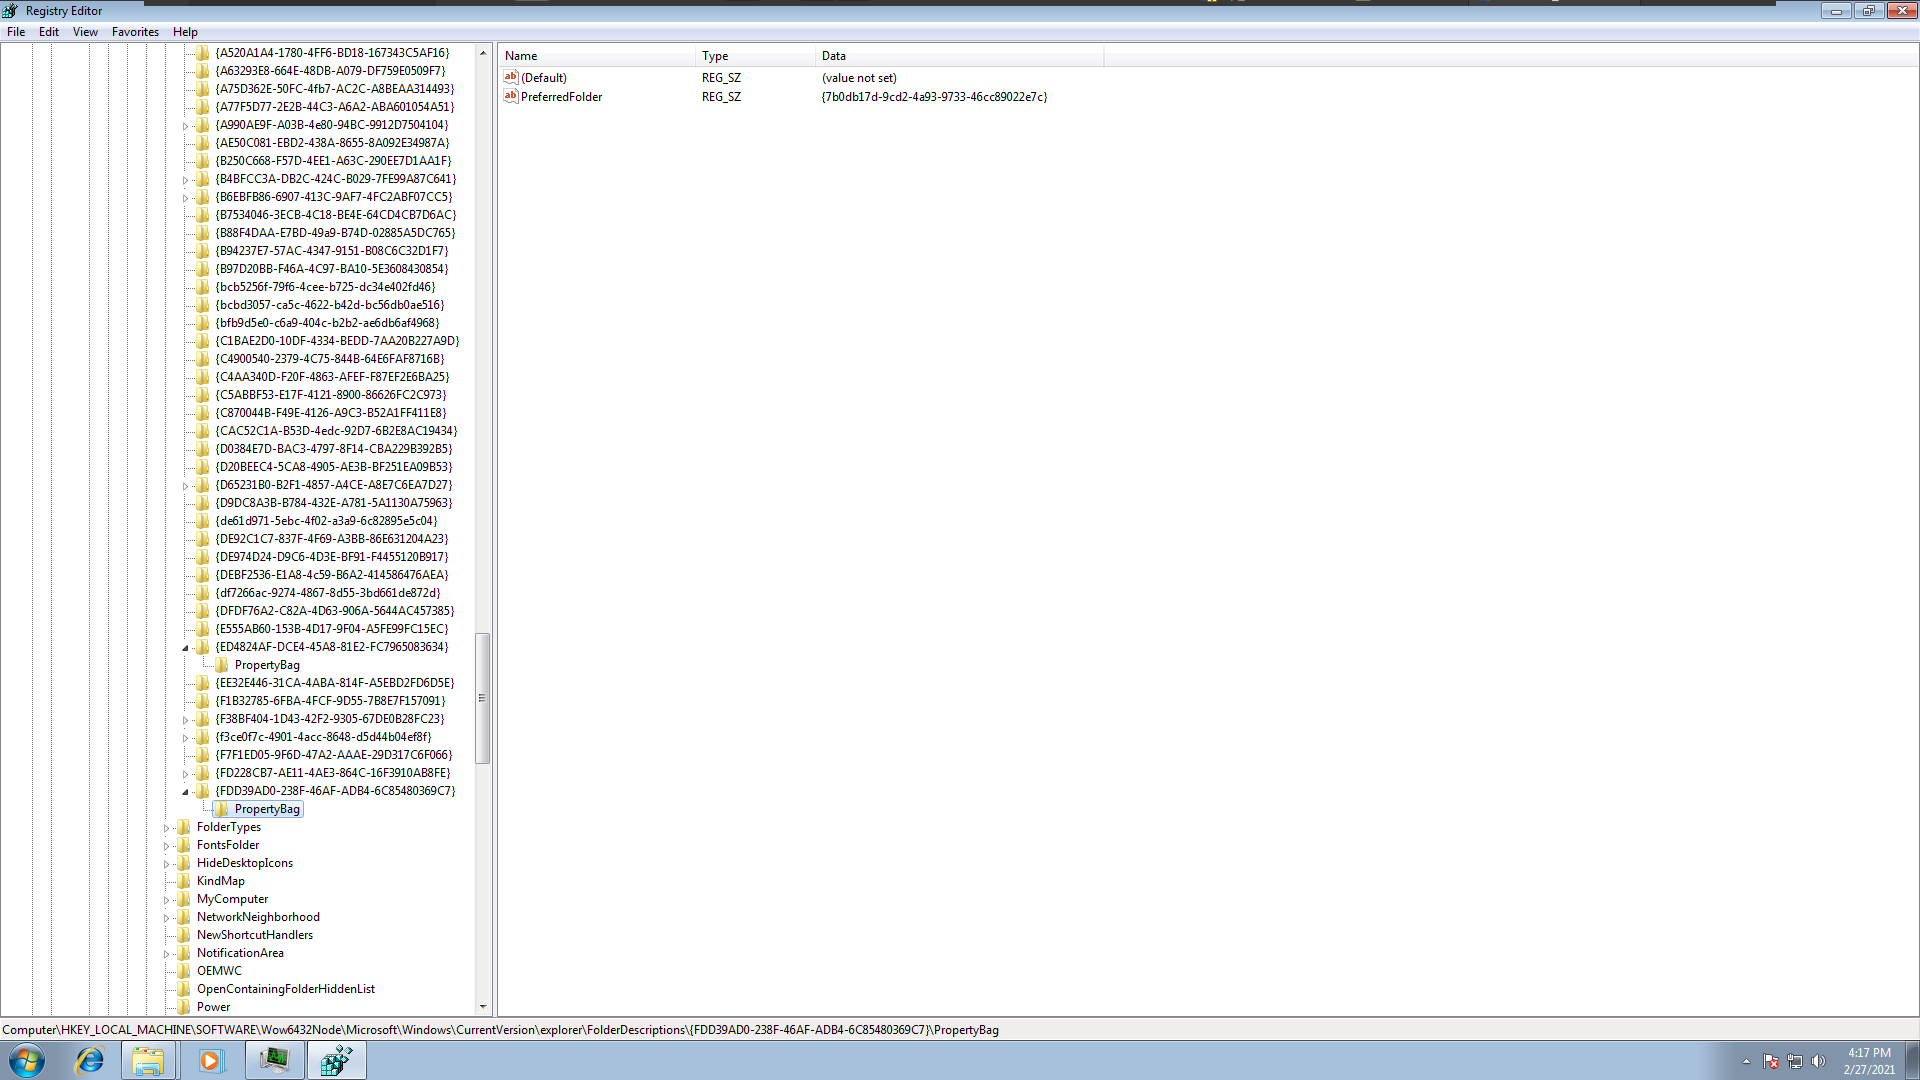 Registry Editor
File Edit View Favorites Help
{A520A1A4-1780-4FF6-BD18-167343C5AF16}
{A63293E8-664E-48DB-A079-DF759E0509F7}
{A75D362E-50FC-4fb7-AC2C-A8BEAA314493}
{A77F5D77-2E2B-44C3-A6A2-ABA601054A51}
{A990AE9F-A03B-4e80-94BC-9912D7504104}
{AE50C081-EBD2-438A-8655-8A092E34987A}
{B250C668-F57D-4EE1-A63C-290EE7D1AA1F}
{B4BFCC3A-DB2C-424C-B029-7FE99A87C641}
{B6EBFB86-6907-413C-9AF7-4FC2ABF07CC5}
{B7534046-3ECB-4C18-BE4E-64CD4CB7D6AC}
{B88F4DAA-E7BD-49a9-B74D-02885A5DC765}
{B94237E7-57AC-4347-9151-B08C6C32D1F7}
{B97D20BB-F46A-4C97-BA10-5E3608430854}
{bcb5256f-79f6-4cee-b725-dc34e402fd46}
{bcbd3057-ca5c-4622-b42d-bc56db0ae516}
{bfb9d5e0-c6a9-404c-b2b2-ae6db6af4968}
{C1BAE2D0-10DF-4334-BEDD-7AA20B227A9D}
{C4900540-2379-4C75-844B-64E6FAF8716B}
{C4AA340D-F20F-4863-AFEF-F87EF2E6BA25}
{C5ABBF53-E17F-4121-8900-86626FC2C973}
{C870044B-F49E-4126-A9C3-B52A1FF411E8}
{CAC52C1A-B53D-4edc-92D7-6B2E8AC19434}
{D0384E7D-BAC3-4797-8F14-CBA229B392B5}
{D20BEEC4-5CA8-4905-AE3B-BF251EA09B53}
{D65231B0-B2F1-4857-A4CE-A8E7C6EA7D27}
{D9DC8A3B-B784-432E-A781-5A1130A75963}
{de61d971-5ebc-4f02-a3a9-6c82895e5c04}
{DE92C1C7-837F-4F69-A3BB-86E631204A23}
{DE974D24-D9C6-4D3E-BF91-F4455120B917}
{DEBF2536-E1A8-4c59-B6A2-414586476AEA}
{df7266ac-9274-4867-8d55-3bd661de872d}
{DFDF76A2-C82A-4D63-906A-5644AC457385}
{E555AB60-153B-4D17-9F04-A5FE99FC15EC}
{ED4824AF-DCE4-45A8-81E2-FC7965083634}
PropertyBag
{EE32E446-31CA-4ABA-814F-A5EBD2FD6D5E}
{F1B32785-6FBA-4FCF-9D55-7B8E7F157091}
{F38BF404-1D43-42F2-9305-67DE0B28FC23}
{f3ce0f7c-4901-4acc-8648-d5d44b04ef8f}
{F7F1ED05-9F6D-47A2-AAAE-29D317C6F066}
{FD228CB7-AE11-4AE3-864C-16F3910AB8FE}
{FDD39AD0-238F-46AF-ADB4-6C85480369C7}
PropertyBag
FolderTypes
FontsFolder
HideDesktopIcons
KindMap
MyComputer
NetworkNeighborhood
NewShortcutHandlers
NotificationArea
OEMWC
OpenContainingFolderHiddenList
Power
Name Type Data
(Default) REG_SZ (value not set)
PreferredFolder REG_SZ {7b0db17d-9cd2-4a93-9733-46cc89022e7c}
Computer\HKEY_LOCAL_MACHINE\SOFTWARE\Wow6432Node\Microsoft\Windows\CurrentVersion\explorer\FolderDescriptions\{FDD39AD0-238F-46AF-ADB4-6C85480369C7}\PropertyBag
4:17 PM
2/27/2021